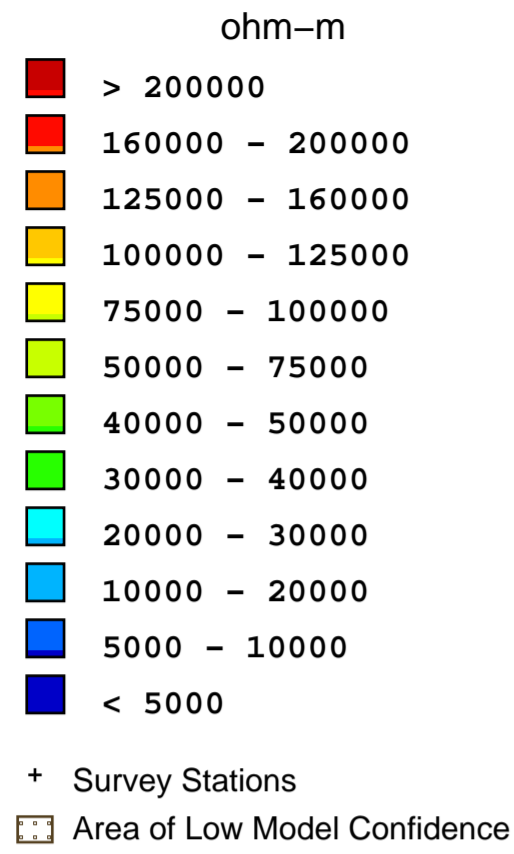 ohm−m
> 200000
160000 − 200000
125000 − 160000
100000 − 125000
75000 − 100000
50000 − 75000
40000 − 50000
30000 − 40000
20000 − 30000
10000 − 20000
5000 − 10000
< 5000
+ Survey Stations
Area of Low Model Confidence